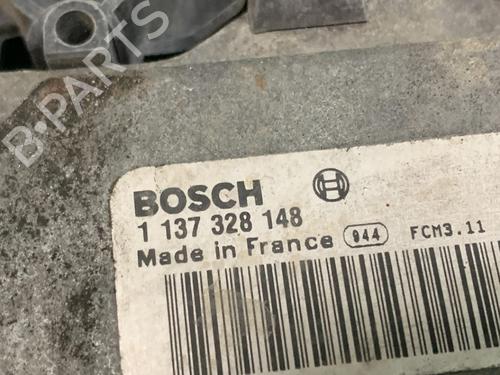 B-PARTS
BOSCH
1 137 328 148
Made in France 944 FCM3.11